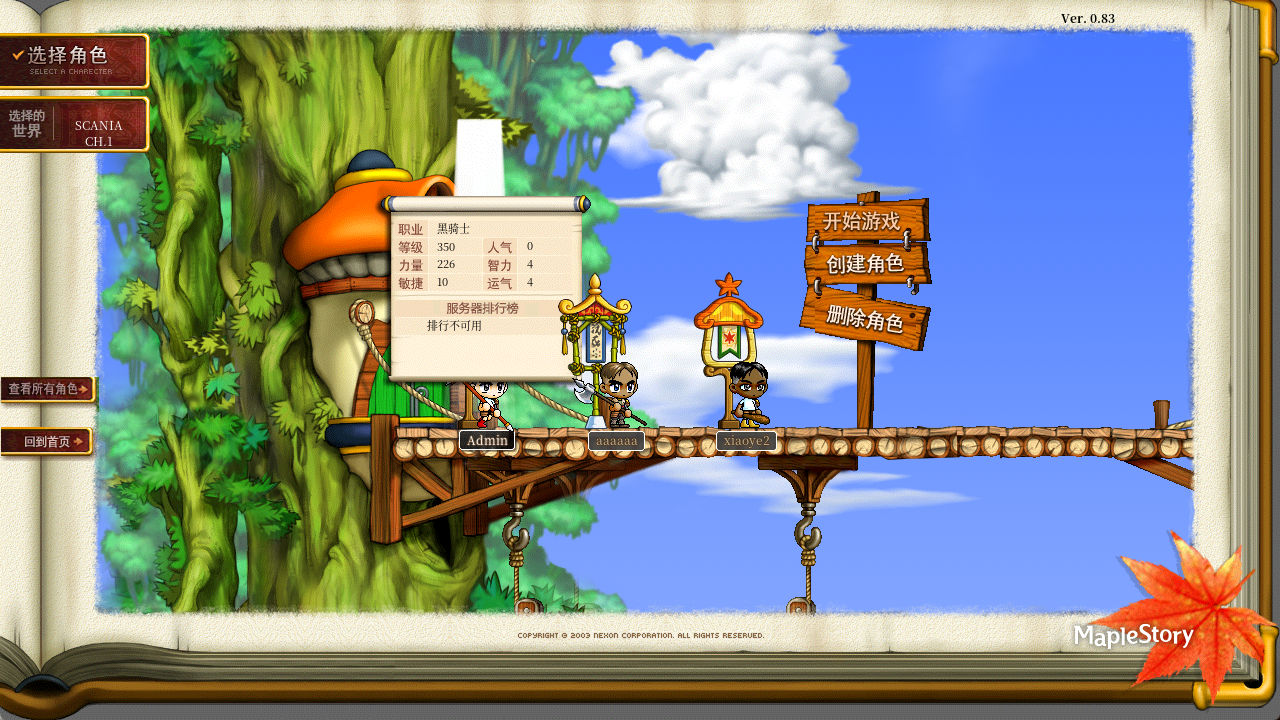 Ver. 0.83
选择角色
SELECT A CHARECTER
选择的
世界
SCANIA
CH.1
职业 黑骑士
等级 350 人气 0
力量 226 智力 4
敏捷 10 运气 4
服务器排行榜
排行不可用
开始游戏
创建角色
删除角色
查看所有角色
回到首页
Admin
aaaaaa
xiaoye2
COPYRIGHT © 2003 NEXON CORPORATION. ALL RIGHTS RESERVED.
MapleStory